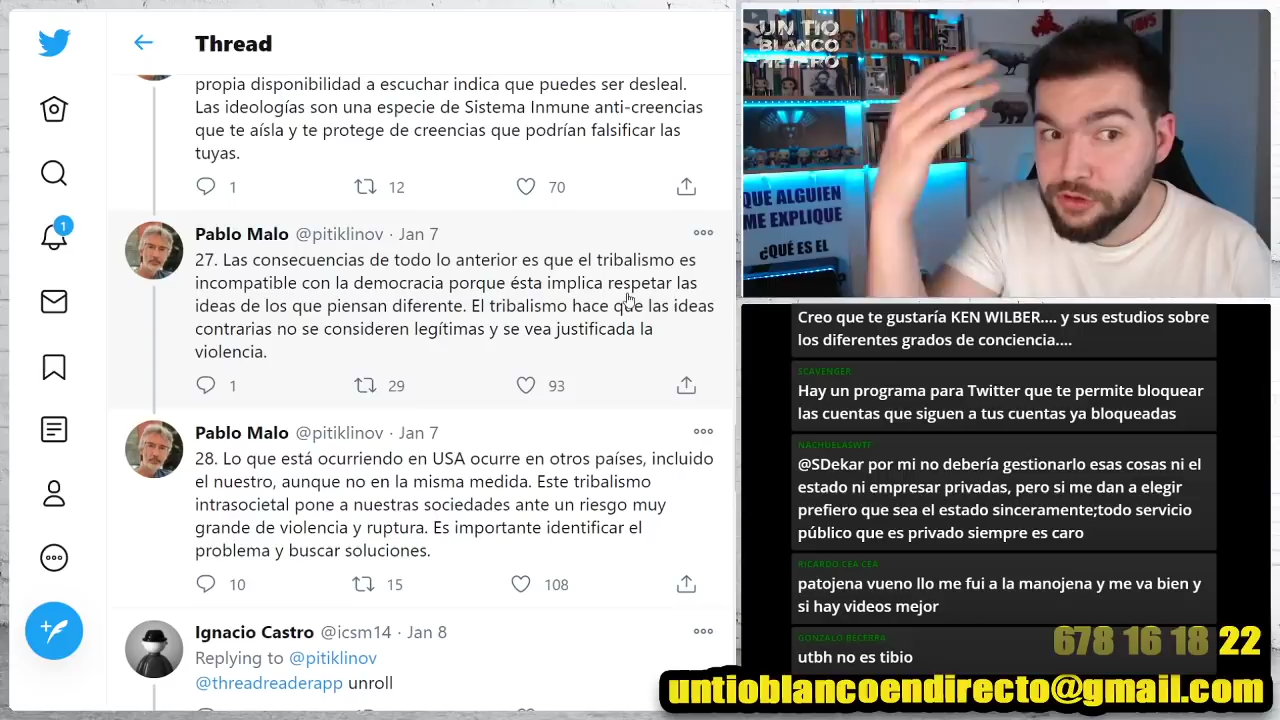 Thread
propia disponibilidad a escuchar indica que puedes ser desleal.
Las ideologías son una especie de Sistema Inmune anti-creencias
que te aísla y te protege de creencias que podrían falsificar las
tuyas.
1 12 70
Pablo Malo @pitiklinov · Jan 7
27. Las consecuencias de todo lo anterior es que el tribalismo es
incompatible con la democracia porque ésta implica respetar las
ideas de los que piensan diferente. El tribalismo hace que las ideas
contrarias no se consideren legítimas y se vea justificada la
violencia.
1 29 93
Pablo Malo @pitiklinov · Jan 7
28. Lo que está ocurriendo en USA ocurre en otros países, incluido
el nuestro, aunque no en la misma medida. Este tribalismo
intrasocietal pone a nuestras sociedades ante un riesgo muy
grande de violencia y ruptura. Es importante identificar el
problema y buscar soluciones.
10 15 108
Ignacio Castro @icsm14 · Jan 8
Replying to @pitiklinov
@threadreaderapp unroll
1
UN TIO
BLANCO
HETERO
QUE ALGUIEN
ME EXPLIQUE
¿QUÉ ES EL
Creo que te gustaría KEN WILBER.... y sus estudios sobre
los diferentes grados de conciencia....
SCAVENGER
Hay un programa para Twitter que te permite bloquear
las cuentas que siguen a tus cuentas ya bloqueadas
NACHUELASWTF
@SDekar por mi no debería gestionarlo esas cosas ni el
estado ni empresar privadas, pero si me dan a elegir
prefiero que sea el estado sinceramente;todo servicio
público que es privado siempre es caro
RICARDO CEA CEA
patojena vueno llo me fui a la manojena y me va bien y
si hay videos mejor
GONZALO BECERRA
utbh no es tibio
678 16 18 22
untioblancoendirecto@gmail.com